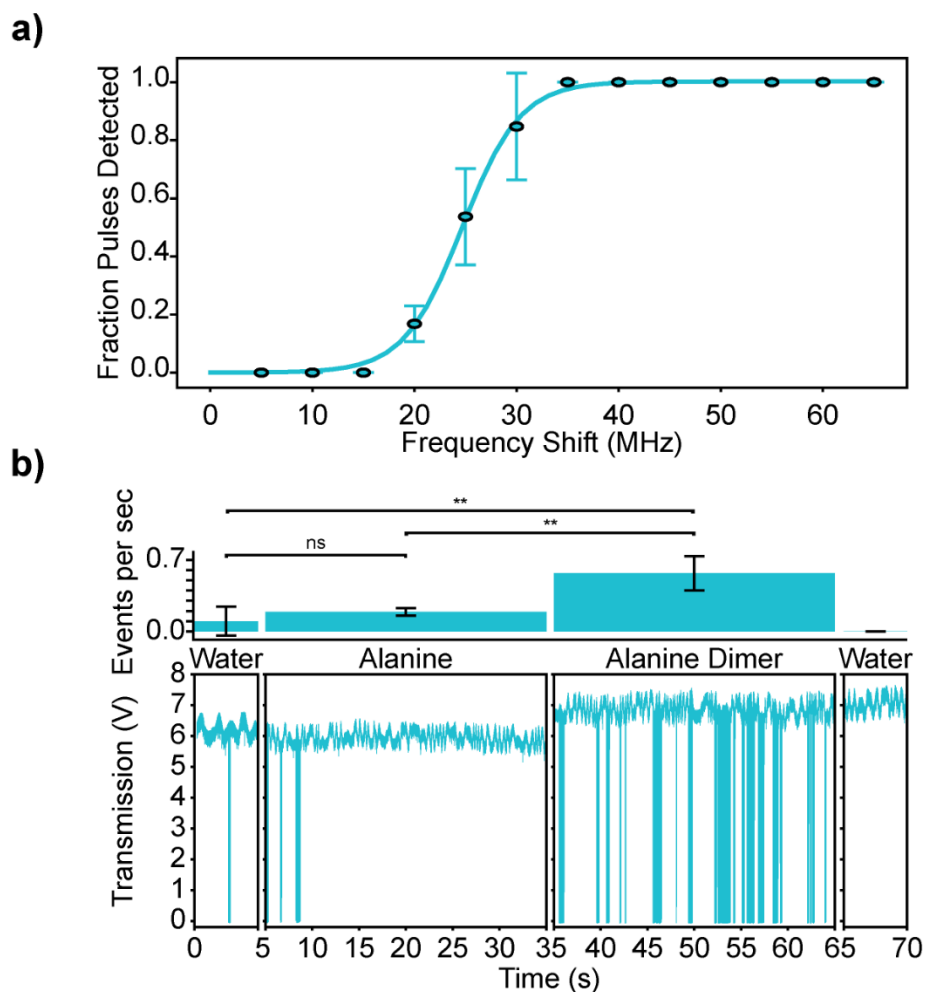 a)
Fraction Pulses Detected
1.0
0.8
0.6
0.4
0.2
0.0
0 10 20 30 40 50 60
Frequency Shift (MHz)
b)
Events per sec
**
**
ns
0.7
0.0
Water Alanine Alanine Dimer Water
Transmission (V)
8
7
6
5
4
3
2
1
0
0 5 10 15 20 25 30 35 35 40 45 50 55 60 65 65 70
Time (s)